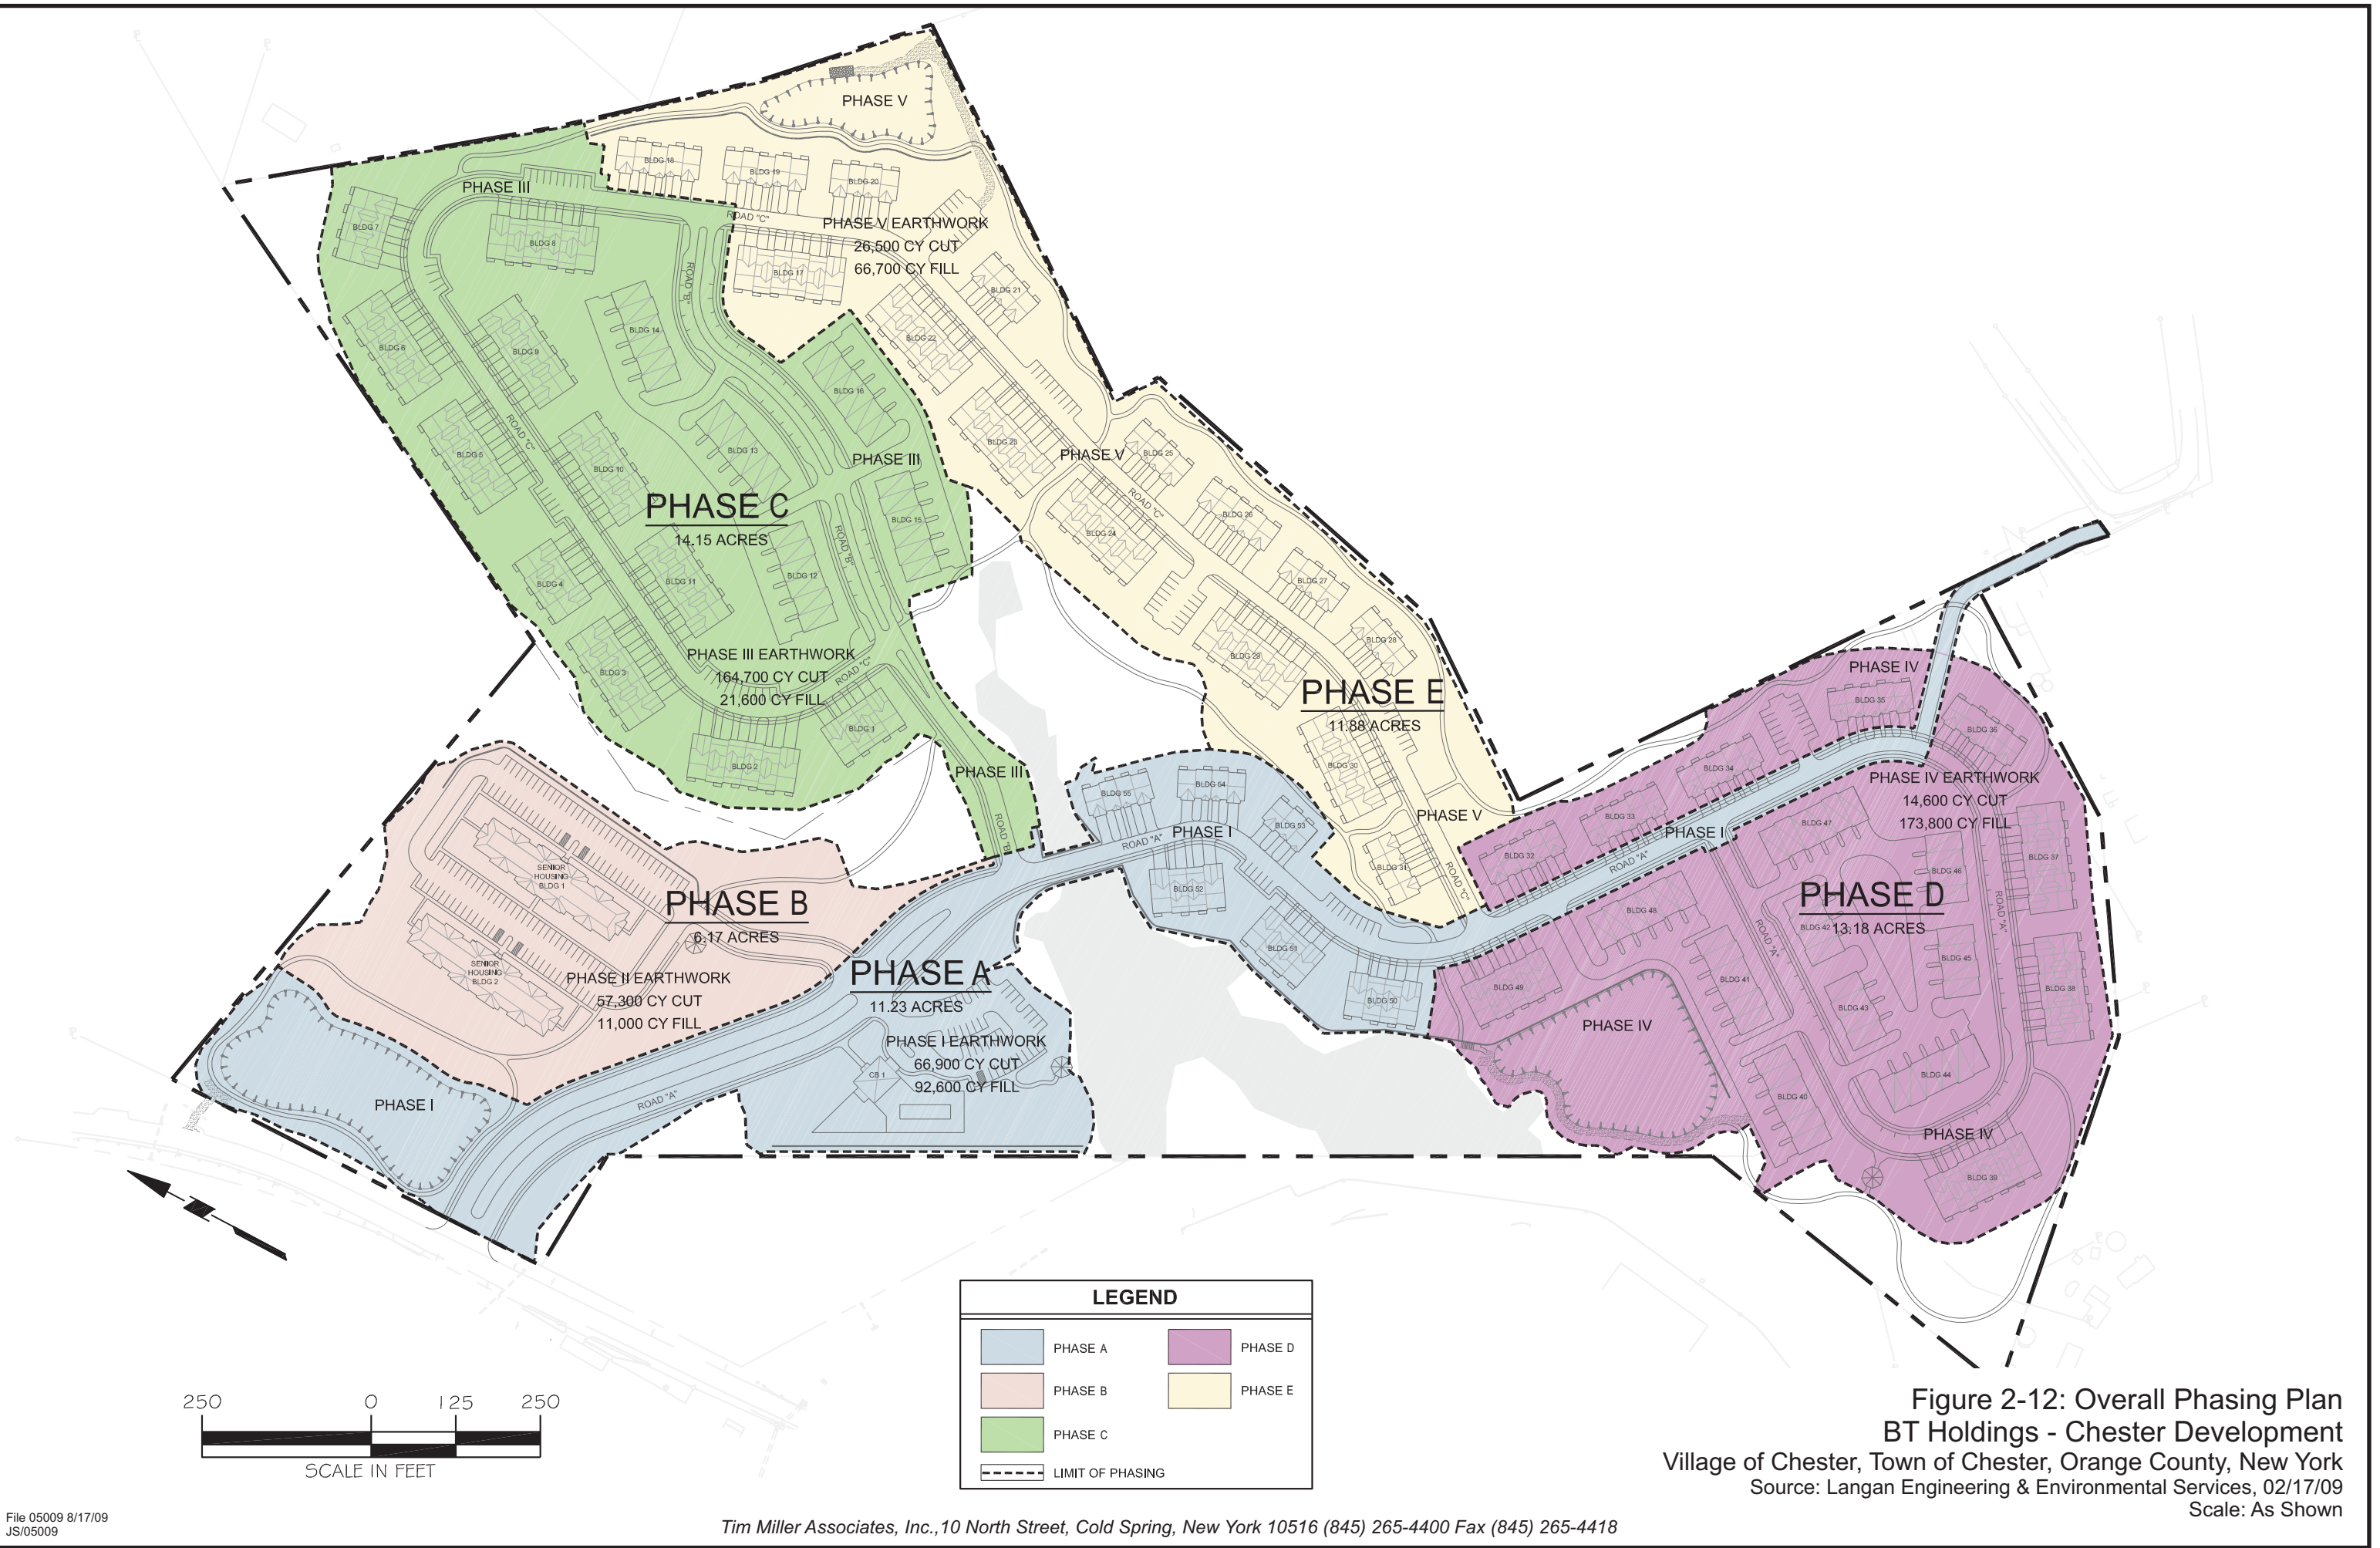 PHASE V
BLDG 18
BLDG 19
BLDG 20
PHASE III
ROAD "C"
PHASE V EARTHWORK
26,500 CY CUT
66,700 CY FILL
BLDG 7
BLDG 8
BLDG 17
ROAD "B"
BLDG 21
BLDG 6
BLDG 9
BLDG 14
BLDG 22
BLDG 16
BLDG 5
ROAD "C"
BLDG 10
BLDG 13
PHASE III
BLDG 23
PHASE V
BLDG 25
PHASE C
14.15 ACRES
BLDG 15
ROAD "B"
ROAD "C"
BLDG 24
BLDG 26
BLDG 4
BLDG 11
BLDG 12
BLDG 27
BLDG 3
PHASE III EARTHWORK
164,700 CY CUT
21,600 CY FILL
ROAD "C"
BLDG 29
BLDG 28
PHASE E
11.88 ACRES
PHASE IV
BLDG 35
BLDG 36
BLDG 1
BLDG 2
PHASE III
ROAD "B"
BLDG 55
BLDG 54
BLDG 53
BLDG 30
PHASE V
BLDG 34
PHASE IV EARTHWORK
14,600 CY CUT
173,800 CY FILL
BLDG 33
PHASE I
BLDG 47
PHASE I
ROAD "A"
BLDG 32
ROAD "A"
BLDG 31
ROAD "C"
BLDG 46
BLDG 37
SENIOR
HOUSING
BLDG 1
PHASE B
6.17 ACRES
BLDG 52
PHASE D
13.18 ACRES
BLDG 48
BLDG 42
ROAD "A"
ROAD "A"
SENIOR
HOUSING
BLDG 2
PHASE II EARTHWORK
57,300 CY CUT
11,000 CY FILL
PHASE A
11.23 ACRES
BLDG 51
BLDG 50
BLDG 49
BLDG 41
BLDG 45
BLDG 43
BLDG 38
PHASE IV
PHASE I EARTHWORK
66,900 CY CUT
92,600 CY FILL
CB 1
BLDG 44
BLDG 40
PHASE I
ROAD "A"
PHASE IV
BLDG 39
LEGEND
PHASE A
PHASE D
PHASE B
PHASE E
PHASE C
LIMIT OF PHASING
250 0 125 250
SCALE IN FEET
Figure 2-12: Overall Phasing Plan
BT Holdings - Chester Development
Village of Chester, Town of Chester, Orange County, New York
Source: Langan Engineering & Environmental Services, 02/17/09
Scale: As Shown
File 05009 8/17/09
JS/05009
Tim Miller Associates, Inc.,10 North Street, Cold Spring, New York 10516 (845) 265-4400 Fax (845) 265-4418